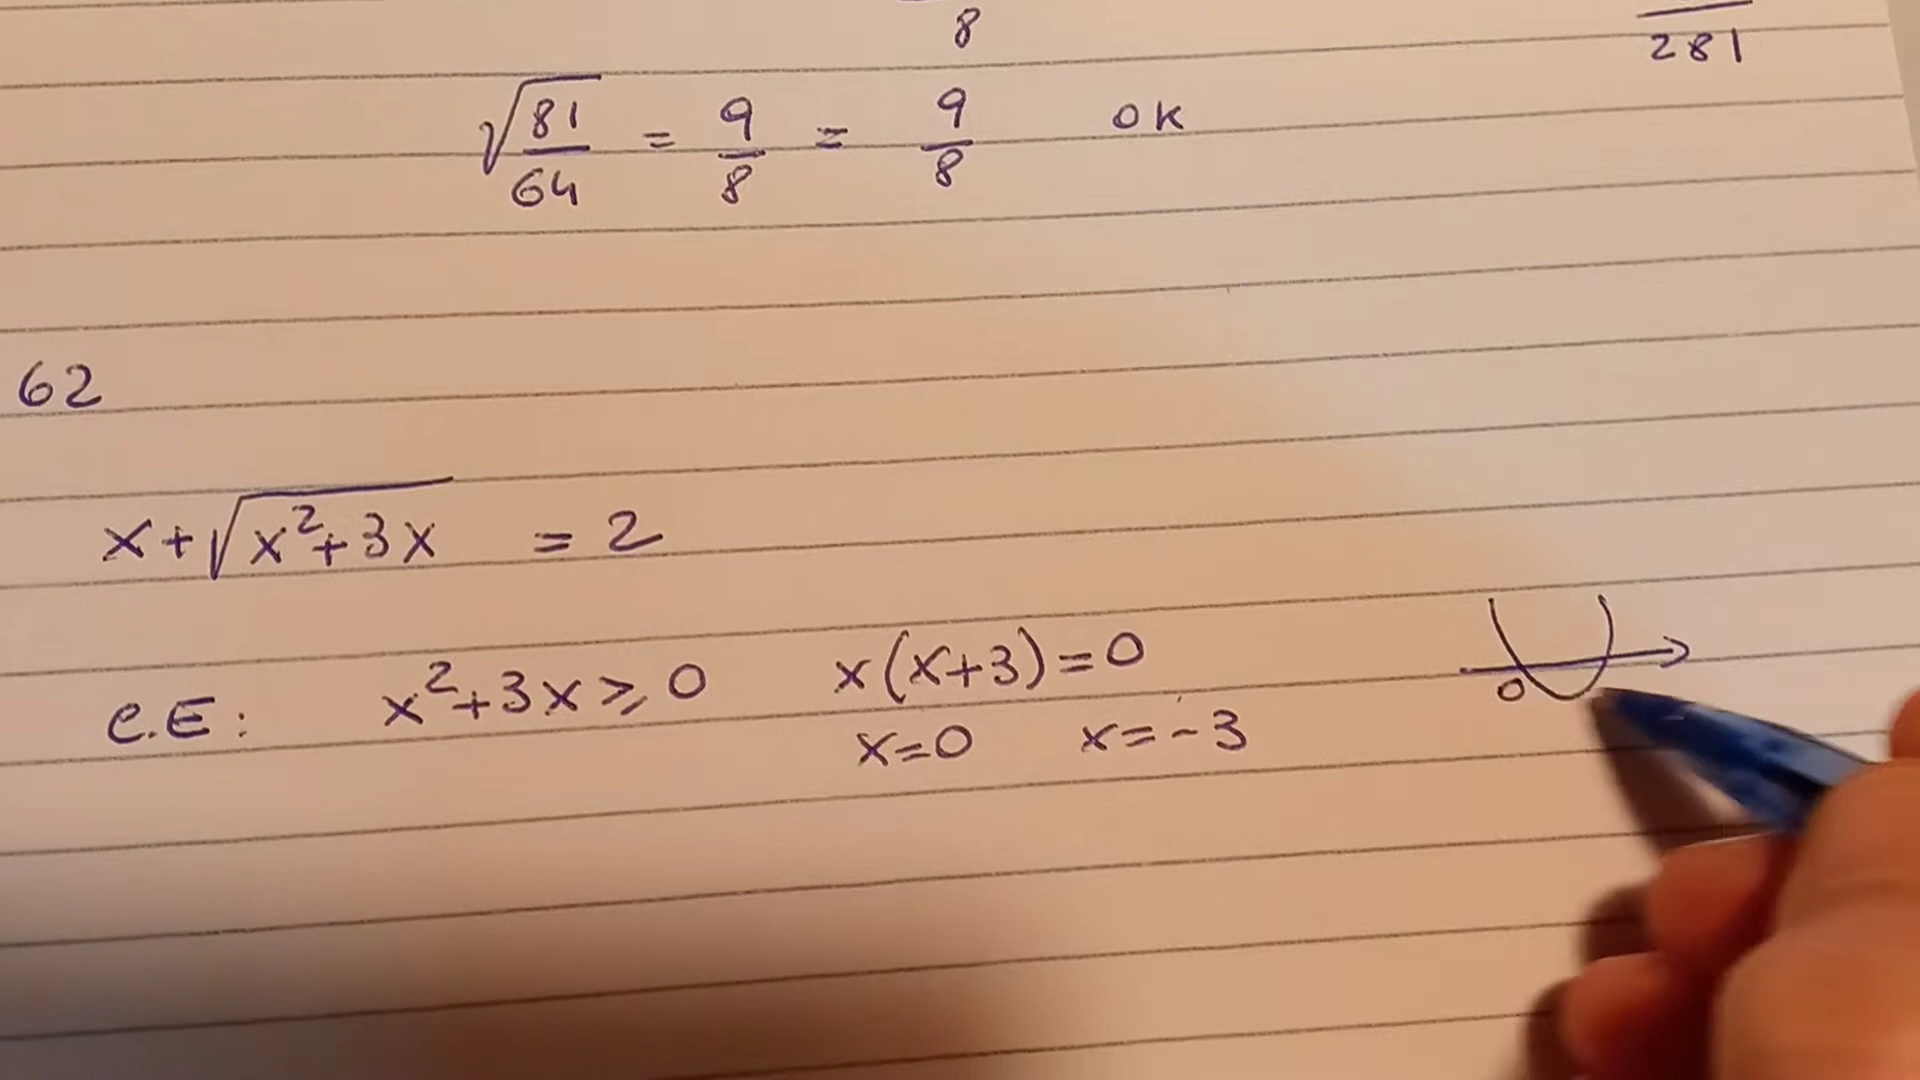 8
281
√81/64 = 9/8 = 9/8 OK
62
x+√x²+3x = 2
C.E: x²+3x⩾0 x(x+3)=0
x=0 x=-3
0